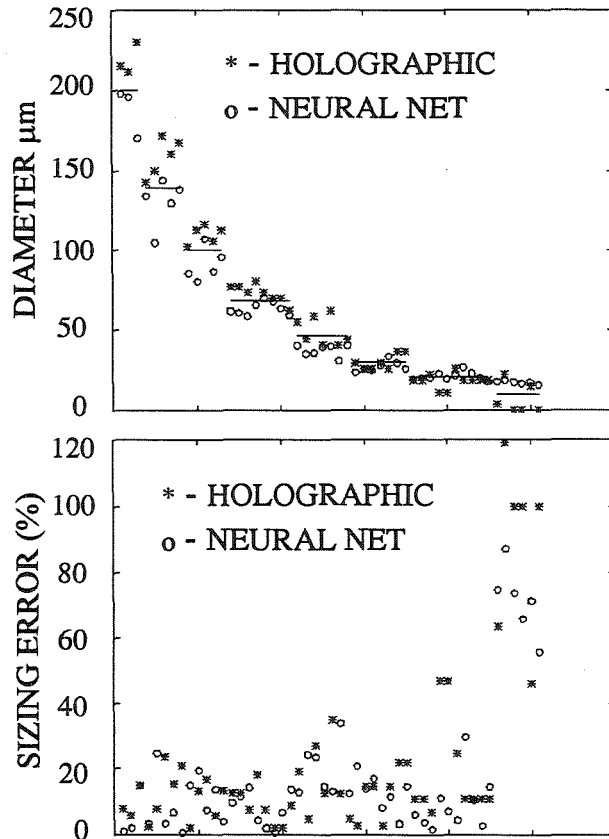 250
200
150
100
50
0
DIAMETER µm
* - HOLOGRAPHIC
o - NEURAL NET
120
100
80
60
40
20
0
SIZING ERROR (%)
* - HOLOGRAPHIC
o - NEURAL NET